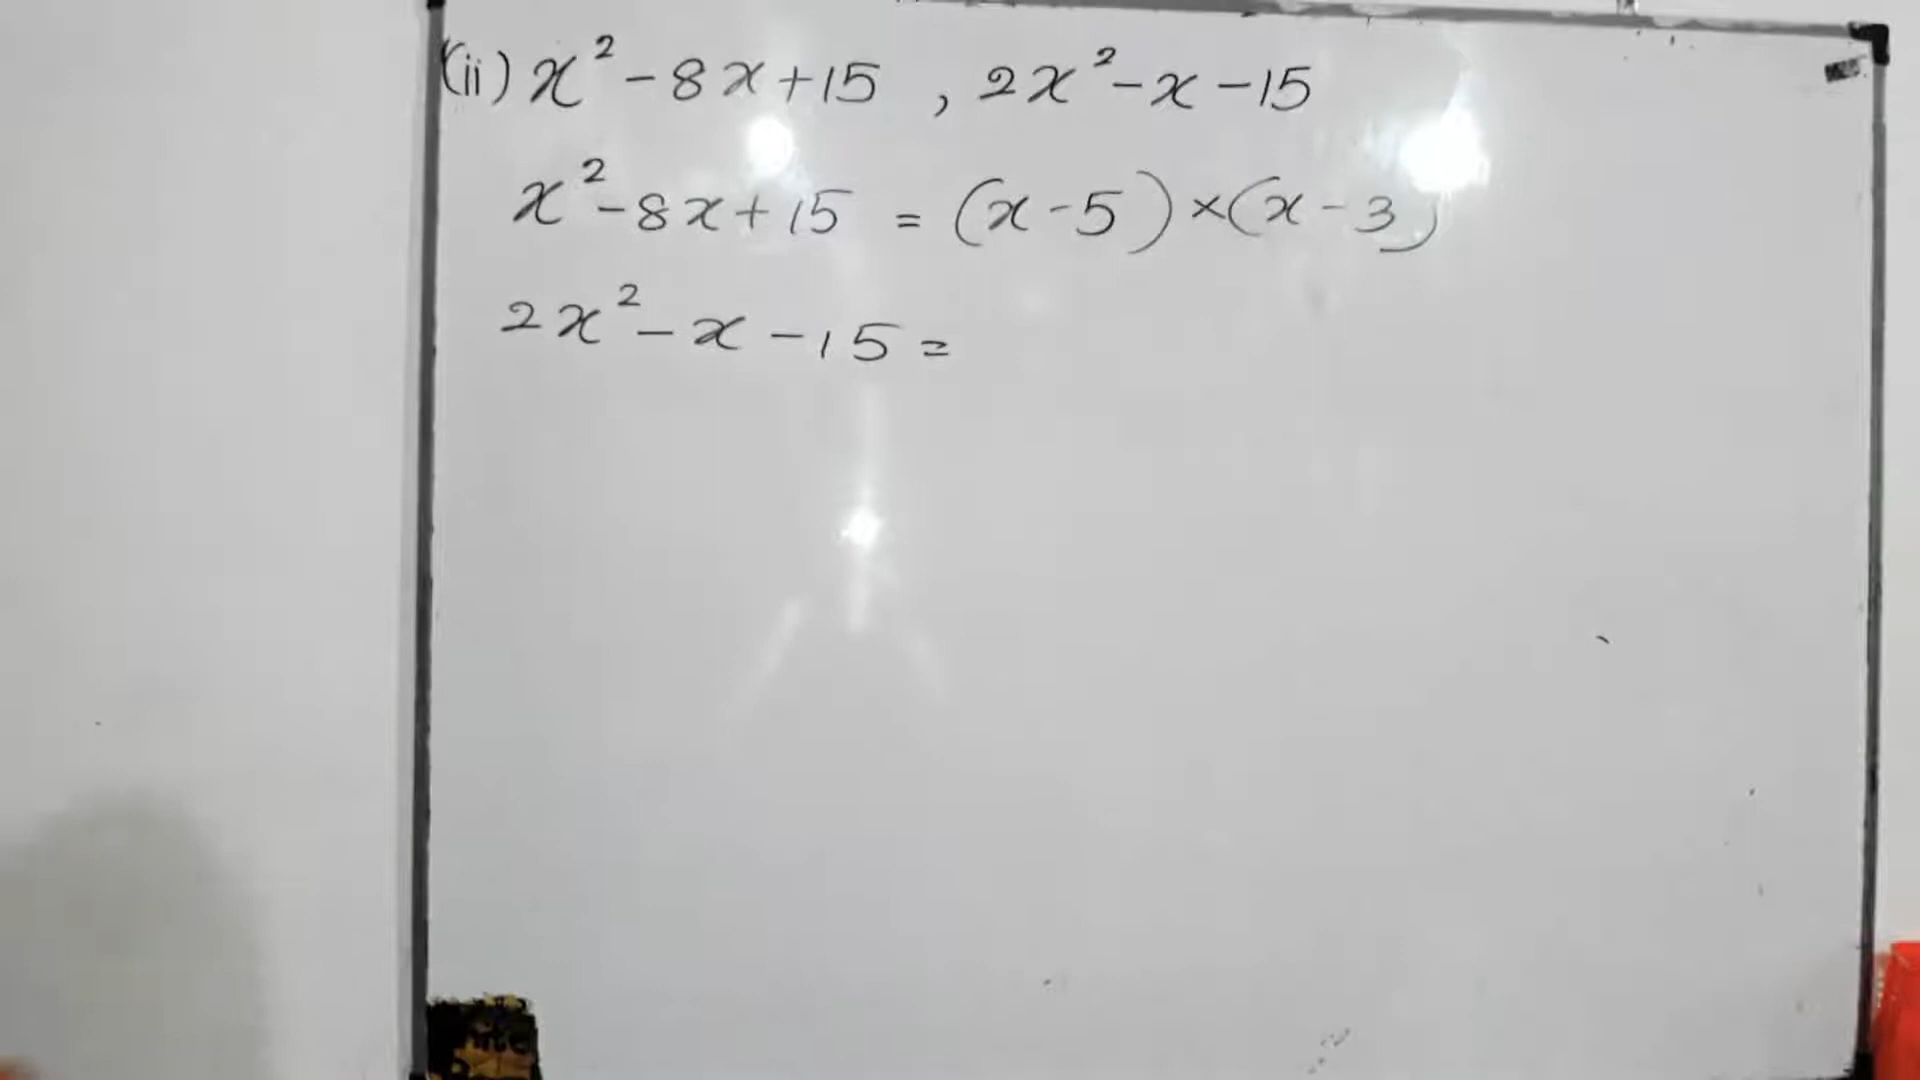 (ii) x² - 8x + 15 , 2x² - x - 15
x² - 8x + 15 = (x - 5) × (x - 3)
2x² - x - 15 =